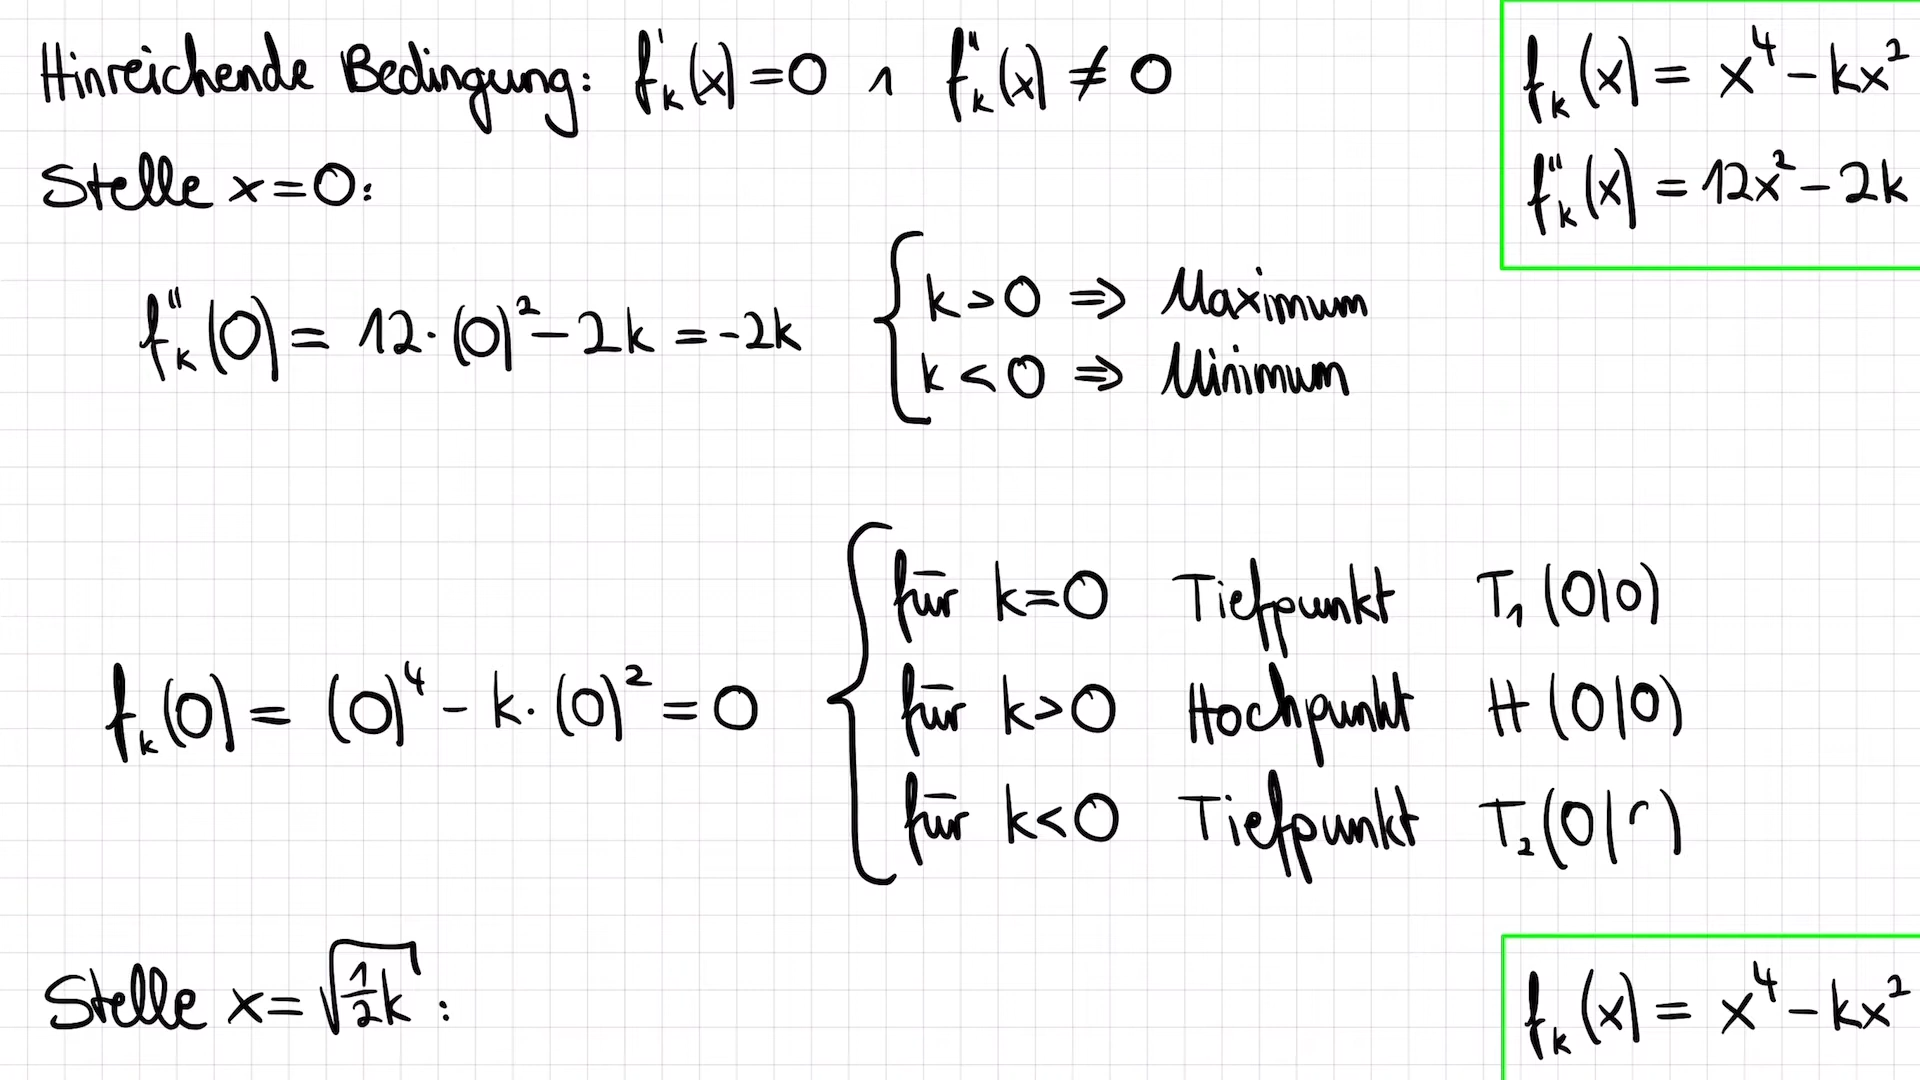 Hinreichende Bedingung: f'ₖ(x) = 0 ∧ f''ₖ(x) ≠ 0
fₖ(x) = x⁴ - kx²
Stelle x = 0:
f''ₖ(x) = 12x² - 2k
f''ₖ(0) = 12·(0)² - 2k = -2k
k > 0 ⇒ Maximum
k < 0 ⇒ Minimum
fₖ(0) = (0)⁴ - k·(0)² = 0
für k = 0 Tiefpunkt T₁(0|0)
für k > 0 Hochpunkt H(0|0)
für k < 0 Tiefpunkt T₂(0| )
Stelle x = √(½k):
fₖ(x) = x⁴ - kx²